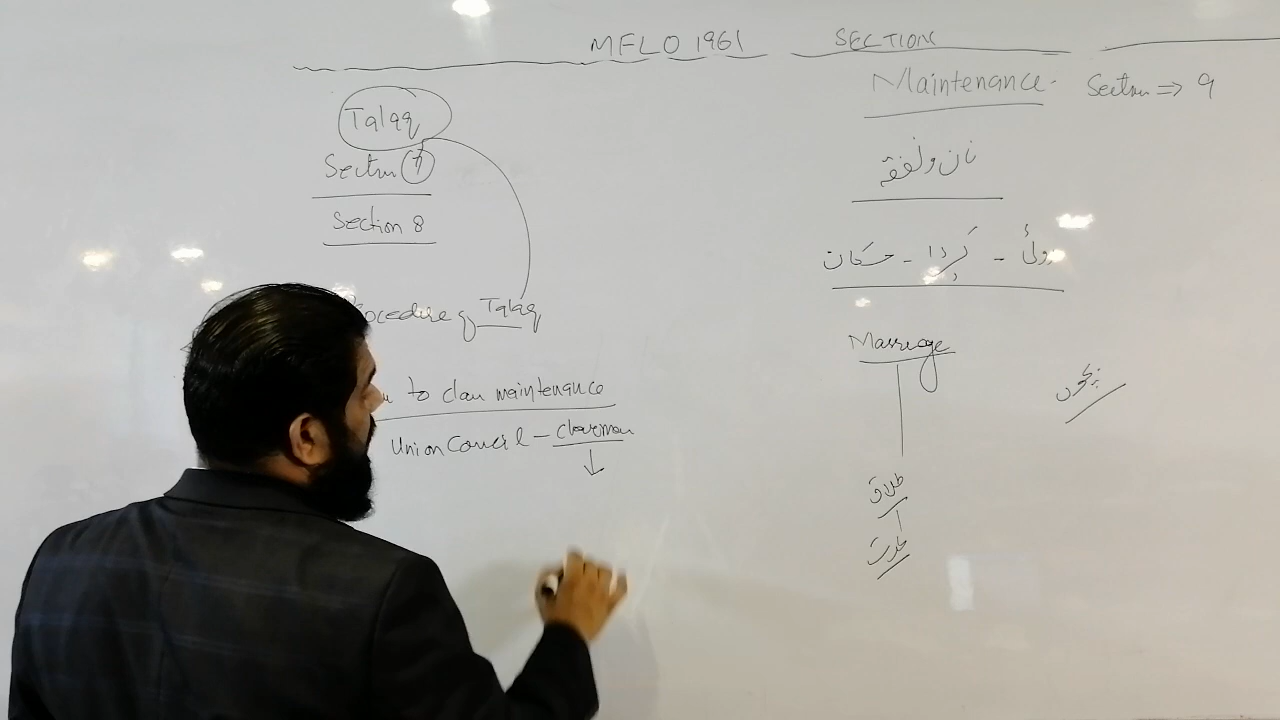 MFLO 1961 SECTION
Talaq
Section 7
Section 8
Procedure of Talaq
to claim maintenance
Union Council - Chairman
↓
Maintenance - Section => 9
نان و نفقہ
روٹی - کپڑا - مکان
Marriage
بچوں
طلاق
عدت